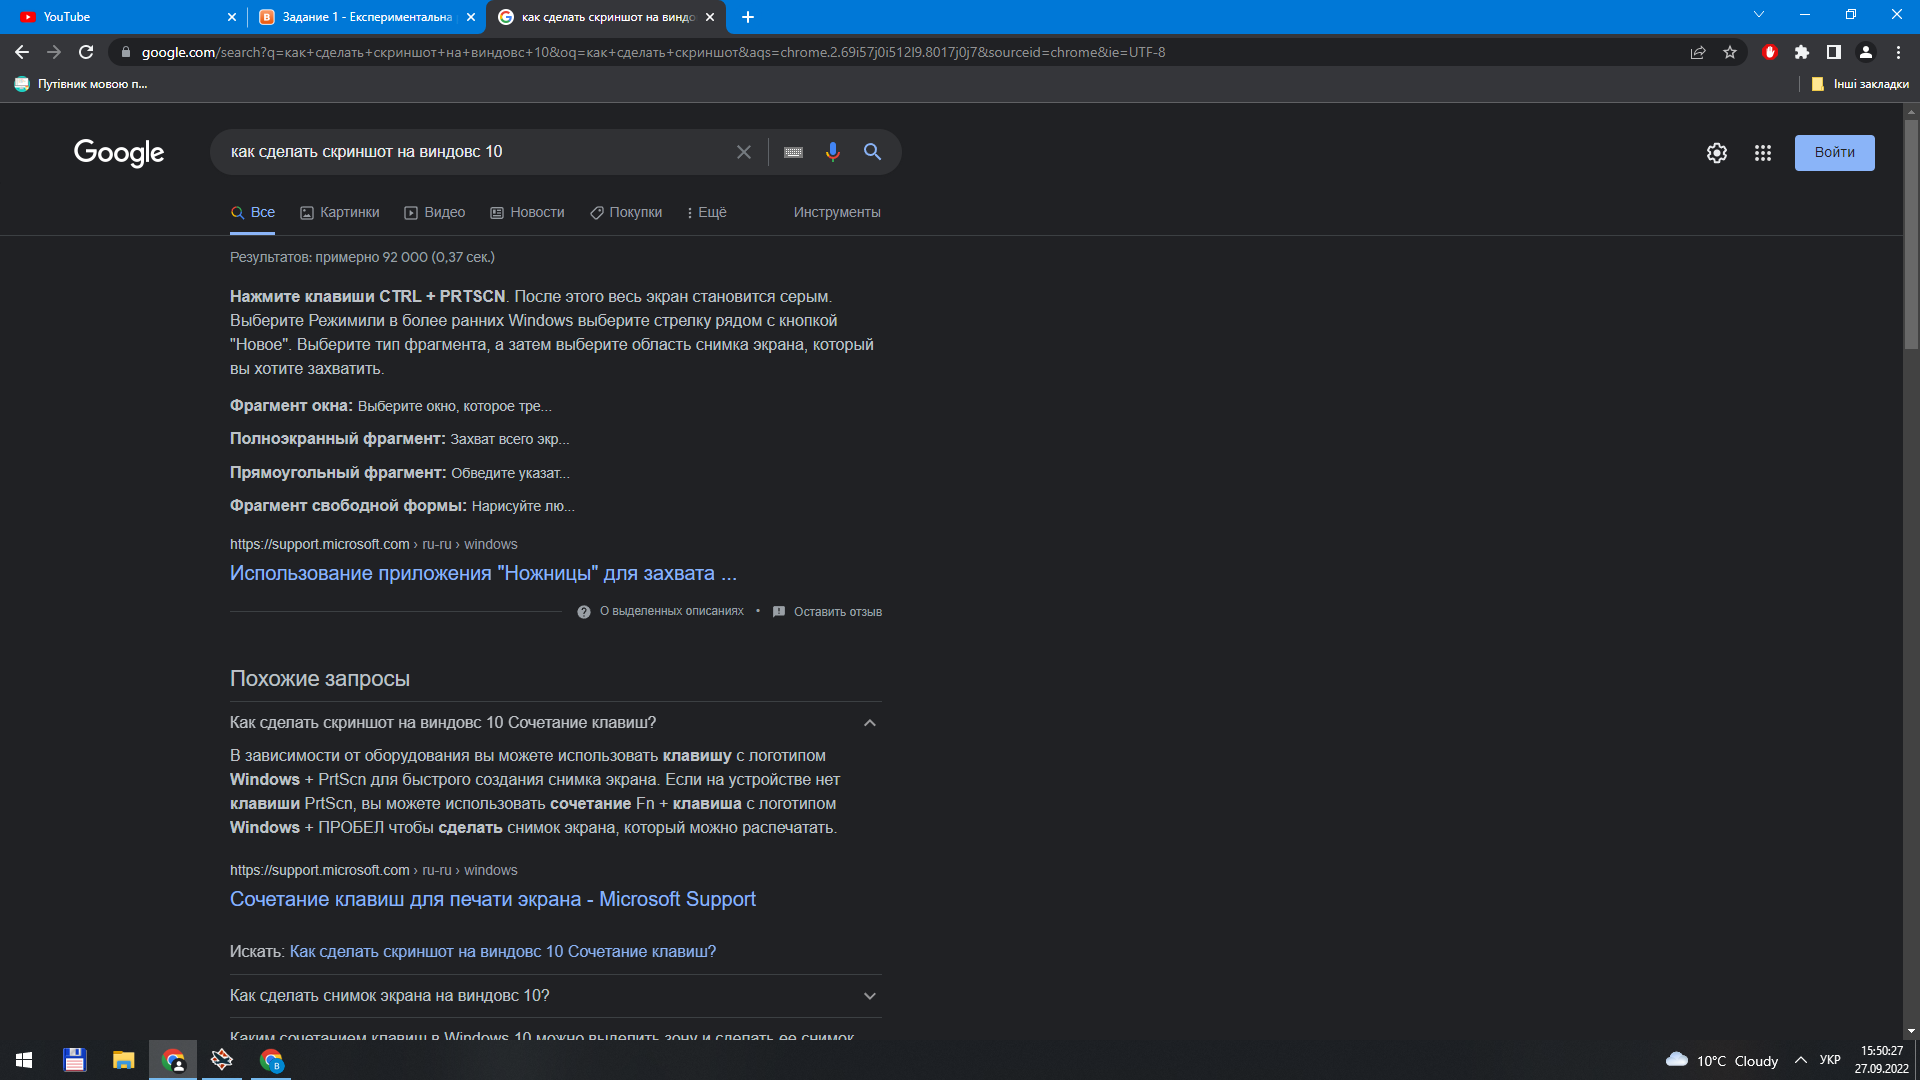 YouTube
Задание 1 - Експериментальна
как сделать скриншот на виндо
google.com/search?q=как+сделать+скриншот+на+виндовс+10&oq=как+сделать+скриншот&aqs=chrome.2.69i57j0i512l9.8017j0j7&sourceid=chrome&ie=UTF-8
Путівник мовою п...
Інші закладки
Google
как сделать скриншот на виндовс 10
Войти
Все
Картинки
Видео
Новости
Покупки
Ещё
Инструменты
Результатов: примерно 92 000 (0,37 сек.)
Нажмите клавиши CTRL + PRTSCN. После этого весь экран становится серым.
Выберите Режимили в более ранних Windows выберите стрелку рядом с кнопкой
"Новое". Выберите тип фрагмента, а затем выберите область снимка экрана, который
вы хотите захватить.
Фрагмент окна: Выберите окно, которое тре...
Полноэкранный фрагмент: Захват всего экр...
Прямоугольный фрагмент: Обведите указат...
Фрагмент свободной формы: Нарисуйте лю...
https://support.microsoft.com › ru-ru › windows
Использование приложения "Ножницы" для захвата ...
О выделенных описаниях • Оставить отзыв
Похожие запросы
Как сделать скриншот на виндовс 10 Сочетание клавиш?
В зависимости от оборудования вы можете использовать клавишу с логотипом
Windows + PrtScn для быстрого создания снимка экрана. Если на устройстве нет
клавиши PrtScn, вы можете использовать сочетание Fn + клавиша с логотипом
Windows + ПРОБЕЛ чтобы сделать снимок экрана, который можно распечатать.
https://support.microsoft.com › ru-ru › windows
Сочетание клавиш для печати экрана - Microsoft Support
Искать: Как сделать скриншот на виндовс 10 Сочетание клавиш?
Как сделать снимок экрана на виндовс 10?
Каким сочетанием клавиш в Windows 10 можно выделить зону и сделать ее снимок
10°C Cloudy
УКР
15:50:27
27.09.2022